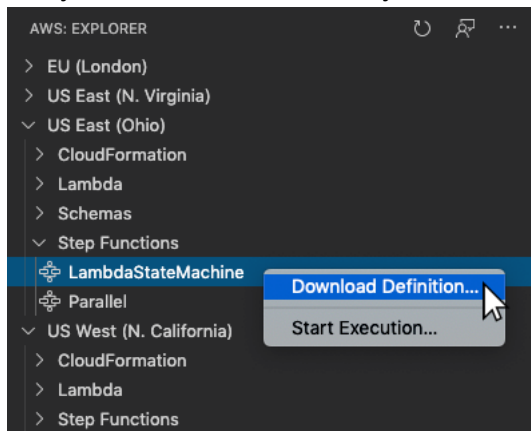 AWS: EXPLORER
EU (London)
US East (N. Virginia)
US East (Ohio)
CloudFormation
Lambda
Schemas
Step Functions
LambdaStateMachine
Download Definition...
Parallel
Start Execution...
US West (N. California)
CloudFormation
Lambda
Step Functions